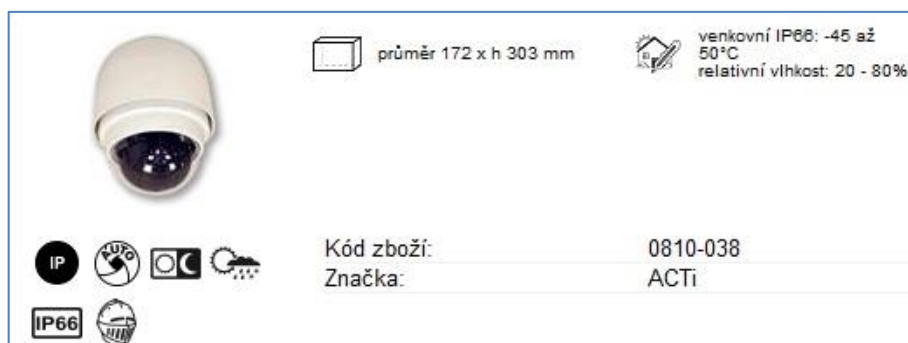 průměr 172 x h 303 mm
venkovní IP66: -45 až
50°C
relativní vlhkost: 20 - 80%
IP
AUTO
Kód zboží: 0810-038
Značka: ACTi
IP66